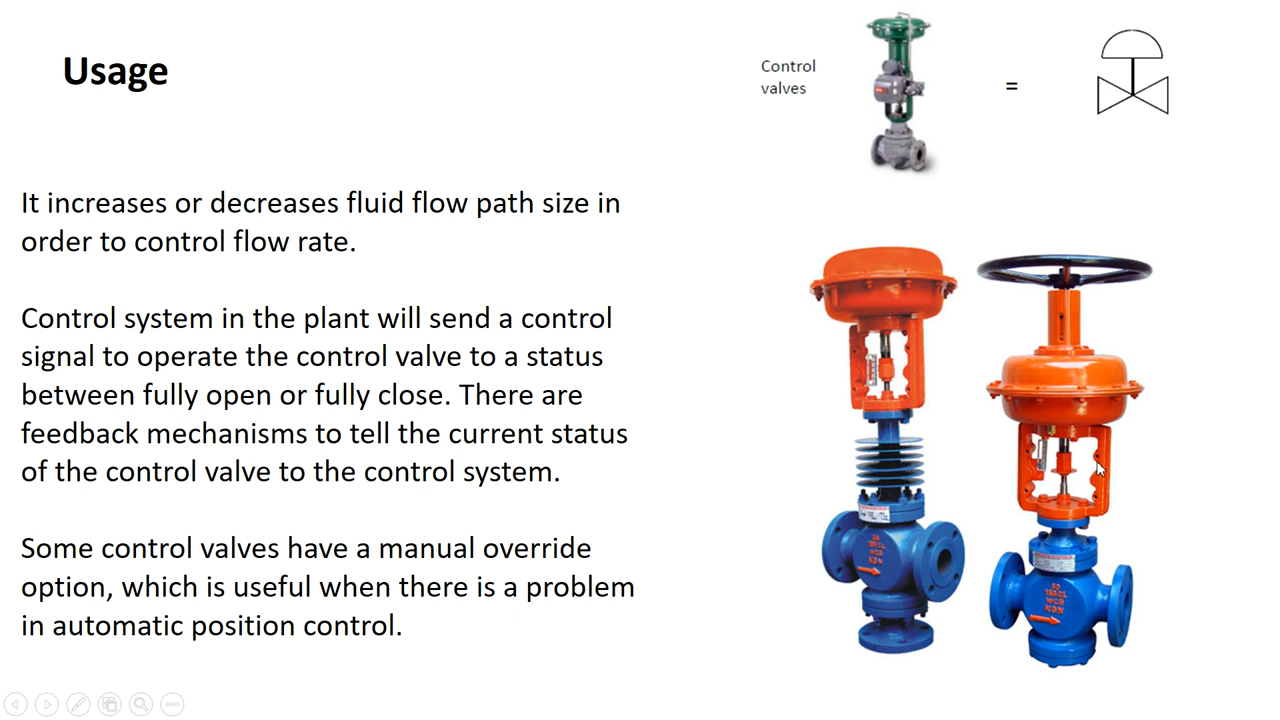 Usage
Control
valves
=
It increases or decreases fluid flow path size in
order to control flow rate.
Control system in the plant will send a control
signal to operate the control valve to a status
between fully open or fully close. There are
feedback mechanisms to tell the current status
of the control valve to the control system.
Some control valves have a manual override
option, which is useful when there is a problem
in automatic position control.
150 CL
WCB